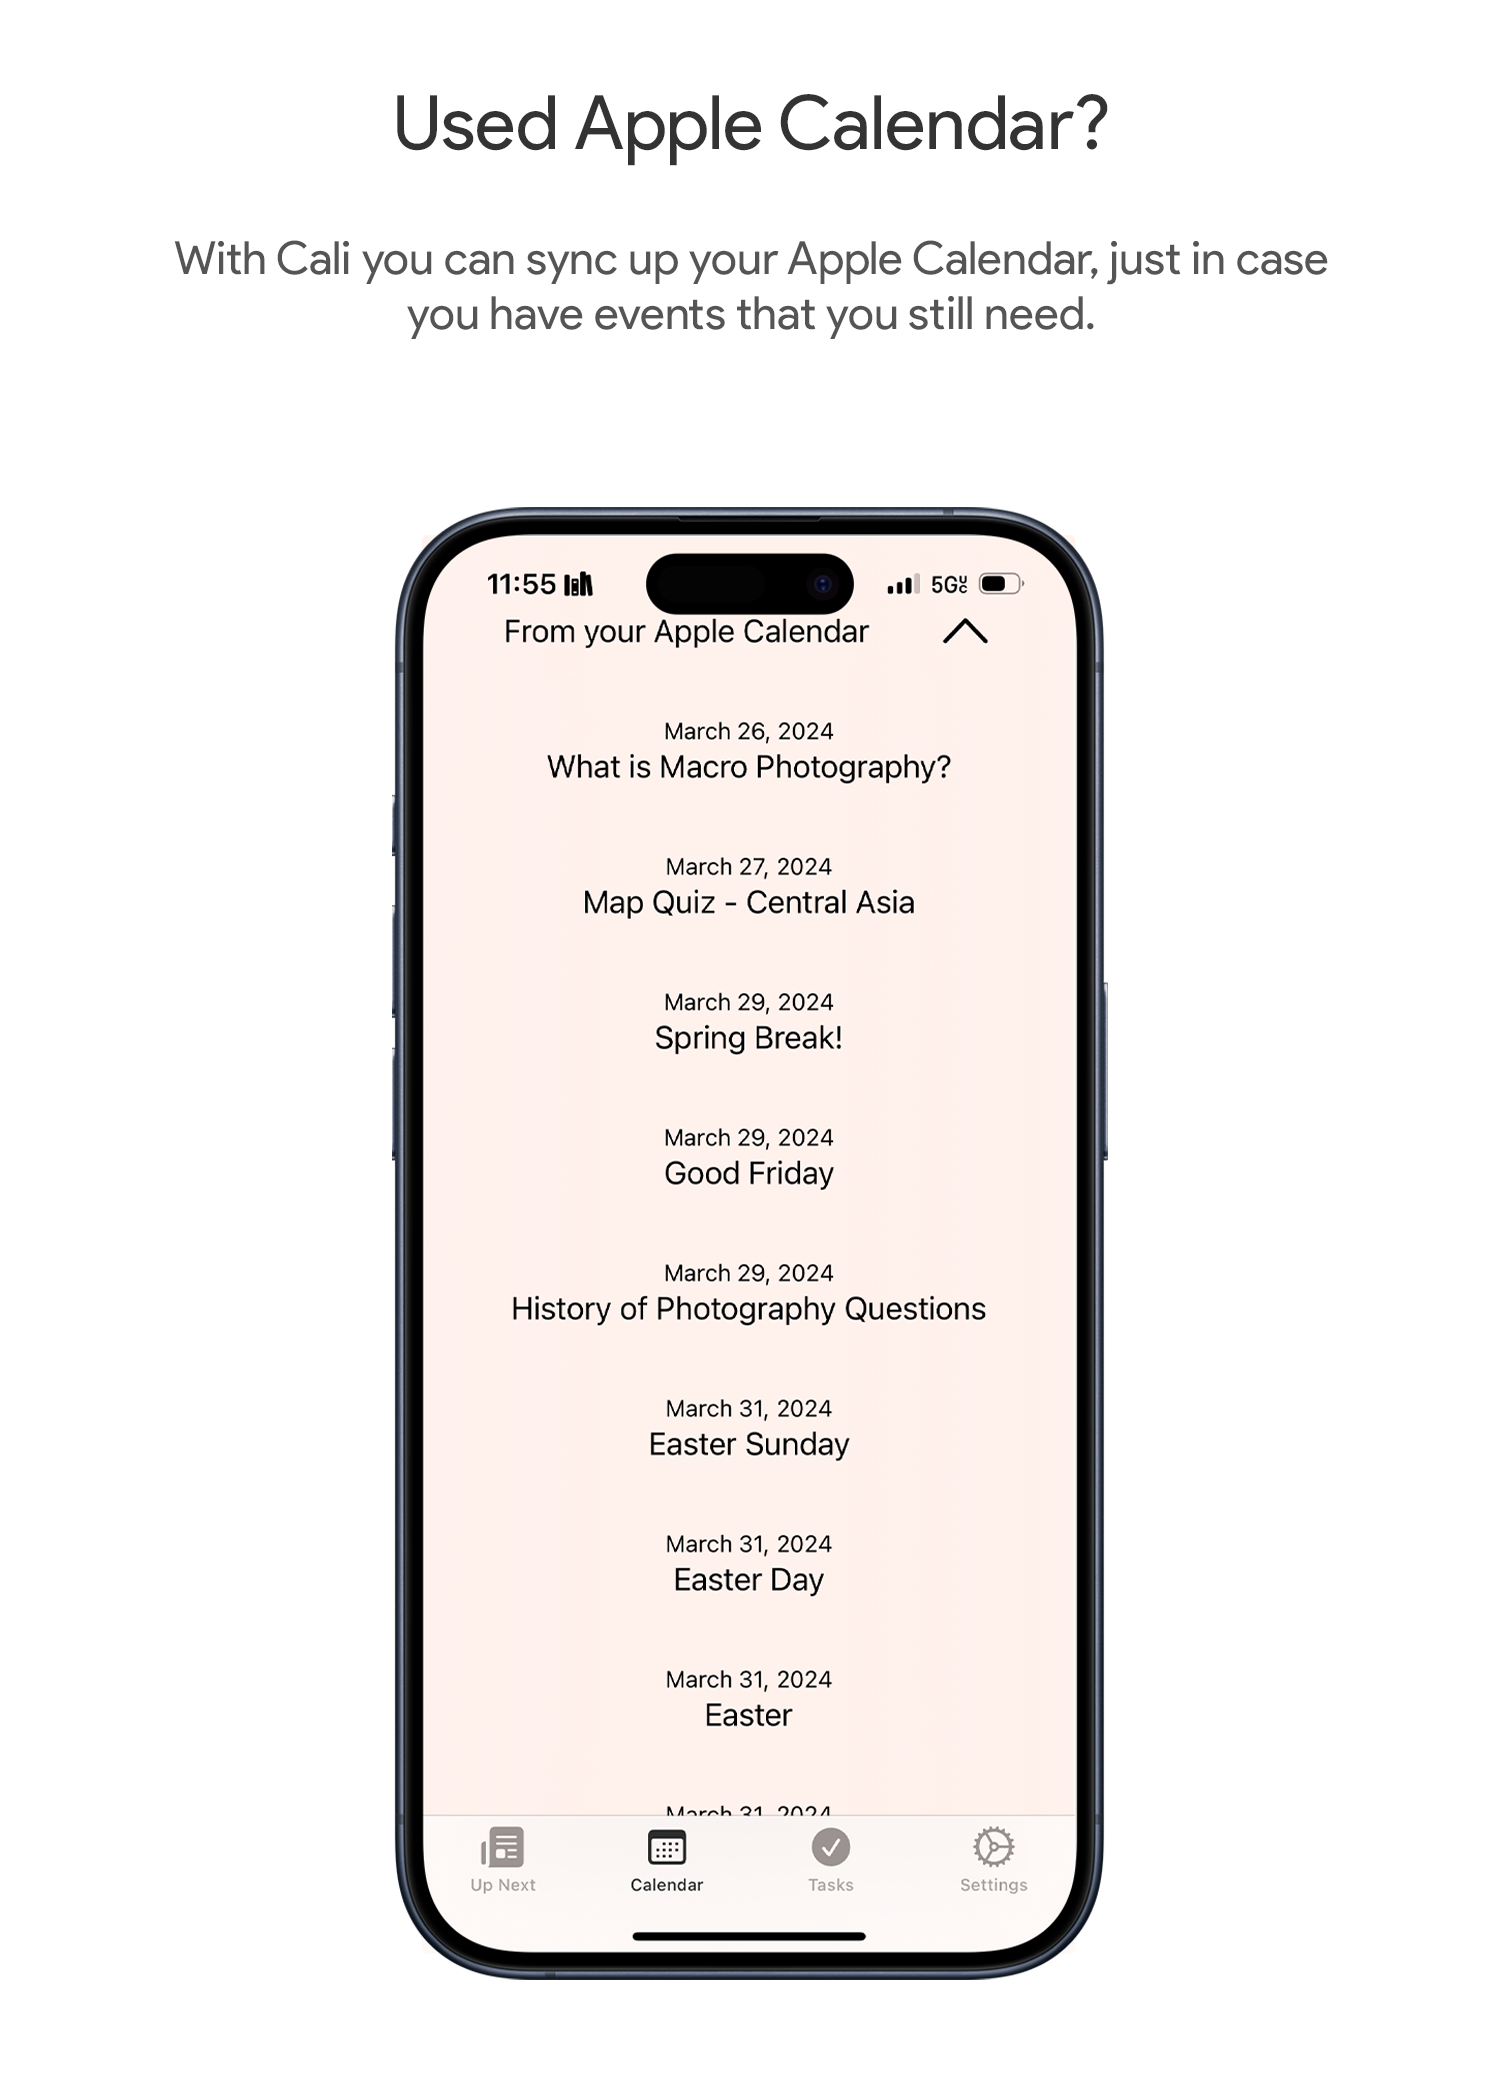 Used Apple Calendar?
With Cali you can sync up your Apple Calendar, just in case
you have events that you still need.
11:55 5GUC
From your Apple Calendar
March 26, 2024
What is Macro Photography?
March 27, 2024
Map Quiz - Central Asia
March 29, 2024
Spring Break!
March 29, 2024
Good Friday
March 29, 2024
History of Photography Questions
March 31, 2024
Easter Sunday
March 31, 2024
Easter Day
March 31, 2024
Easter
March 31, 2024
Up Next Calendar Tasks Settings